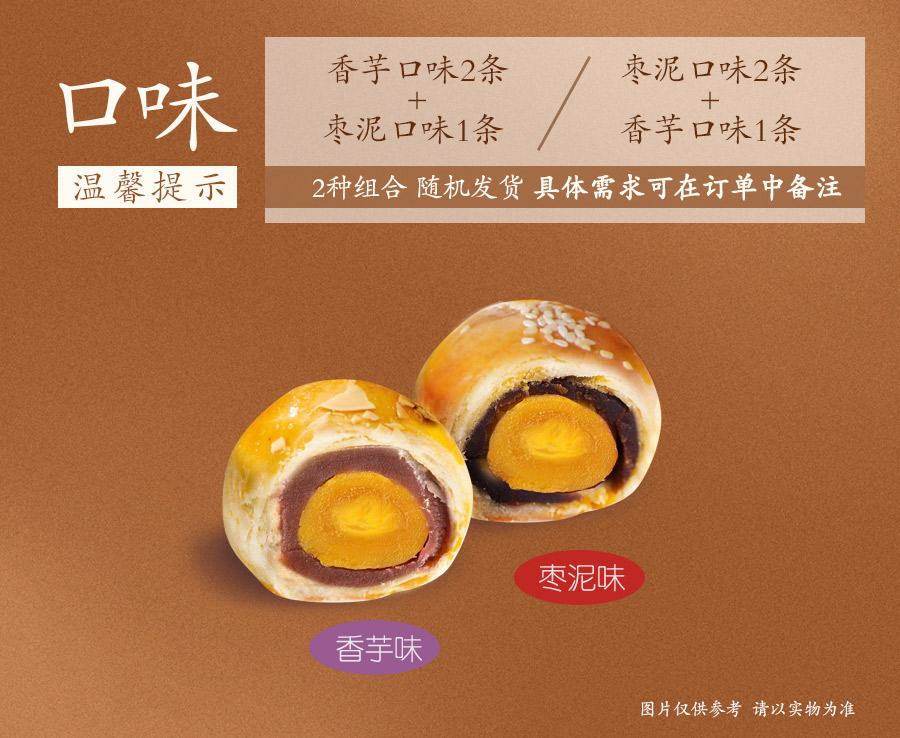 口味
温馨提示
香芋口味2条
+
枣泥口味1条
/
枣泥口味2条
+
香芋口味1条
2种组合 随机发货 具体需求可在订单中备注
枣泥味
香芋味
图片仅供参考 请以实物为准